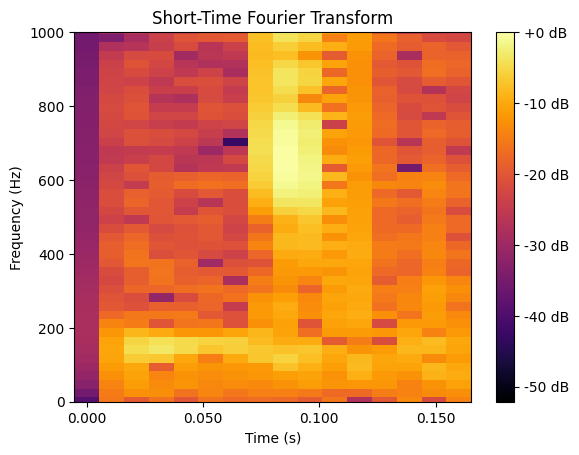 Short-Time Fourier Transform
1000
800
600
400
200
0
Frequency (Hz)
0.000
0.050
0.100
0.150
Time (s)
+0 dB
-10 dB
-20 dB
-30 dB
-40 dB
-50 dB